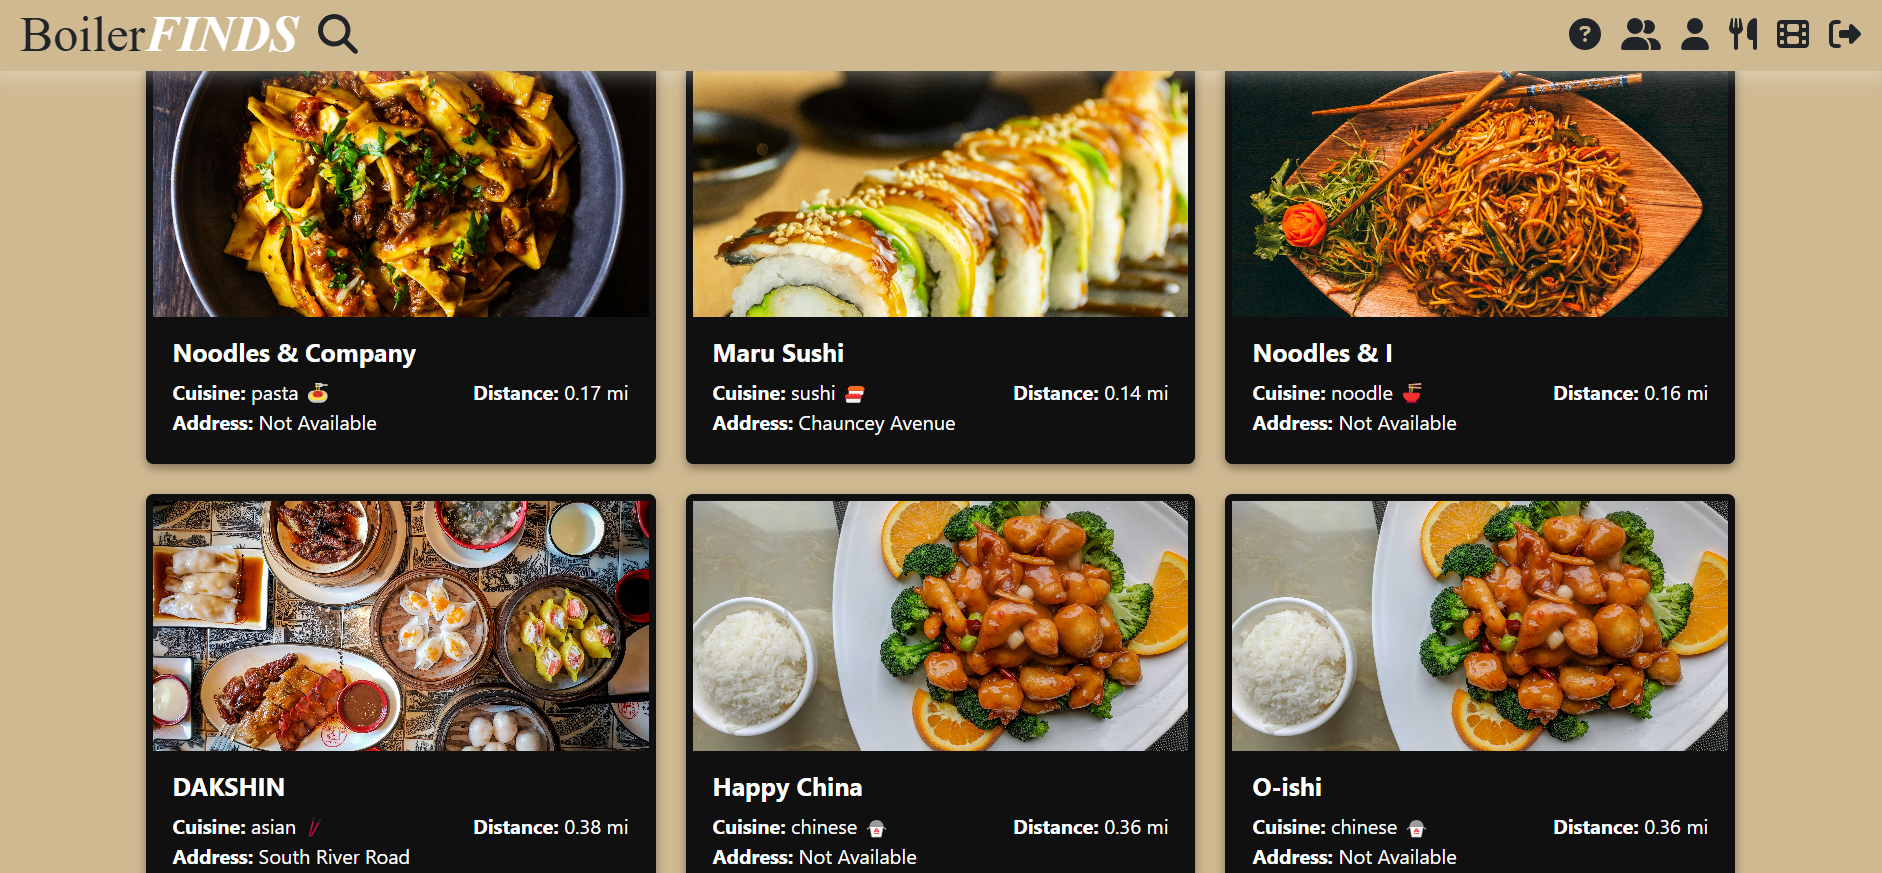 BoilerFINDS
Noodles & Company
Cuisine: pasta 🍝 Distance: 0.17 mi
Address: Not Available
Maru Sushi
Cuisine: sushi 🍣 Distance: 0.14 mi
Address: Chauncey Avenue
Noodles & I
Cuisine: noodle 🍜 Distance: 0.16 mi
Address: Not Available
DAKSHIN
Cuisine: asian 🥢 Distance: 0.38 mi
Address: South River Road
Happy China
Cuisine: chinese 🥡 Distance: 0.36 mi
Address: Not Available
O-ishi
Cuisine: chinese 🥡 Distance: 0.36 mi
Address: Not Available